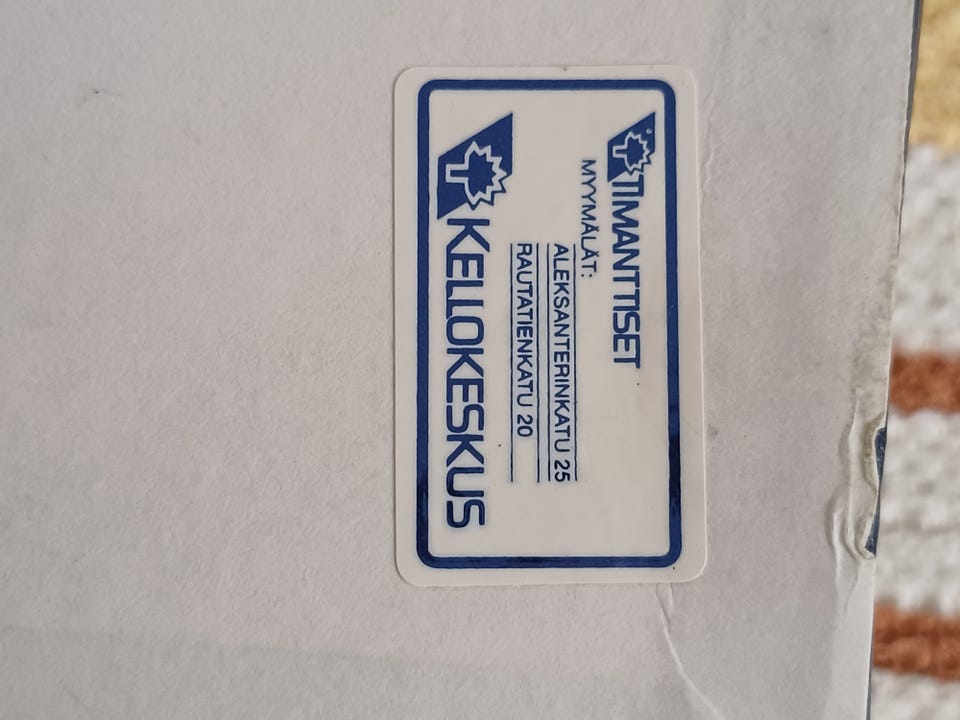 TIMANTTISET
MYYMÄLÄT:
ALEKSANTERINKATU 25
RAUTATIENKATU 20
KELLOKESKUS